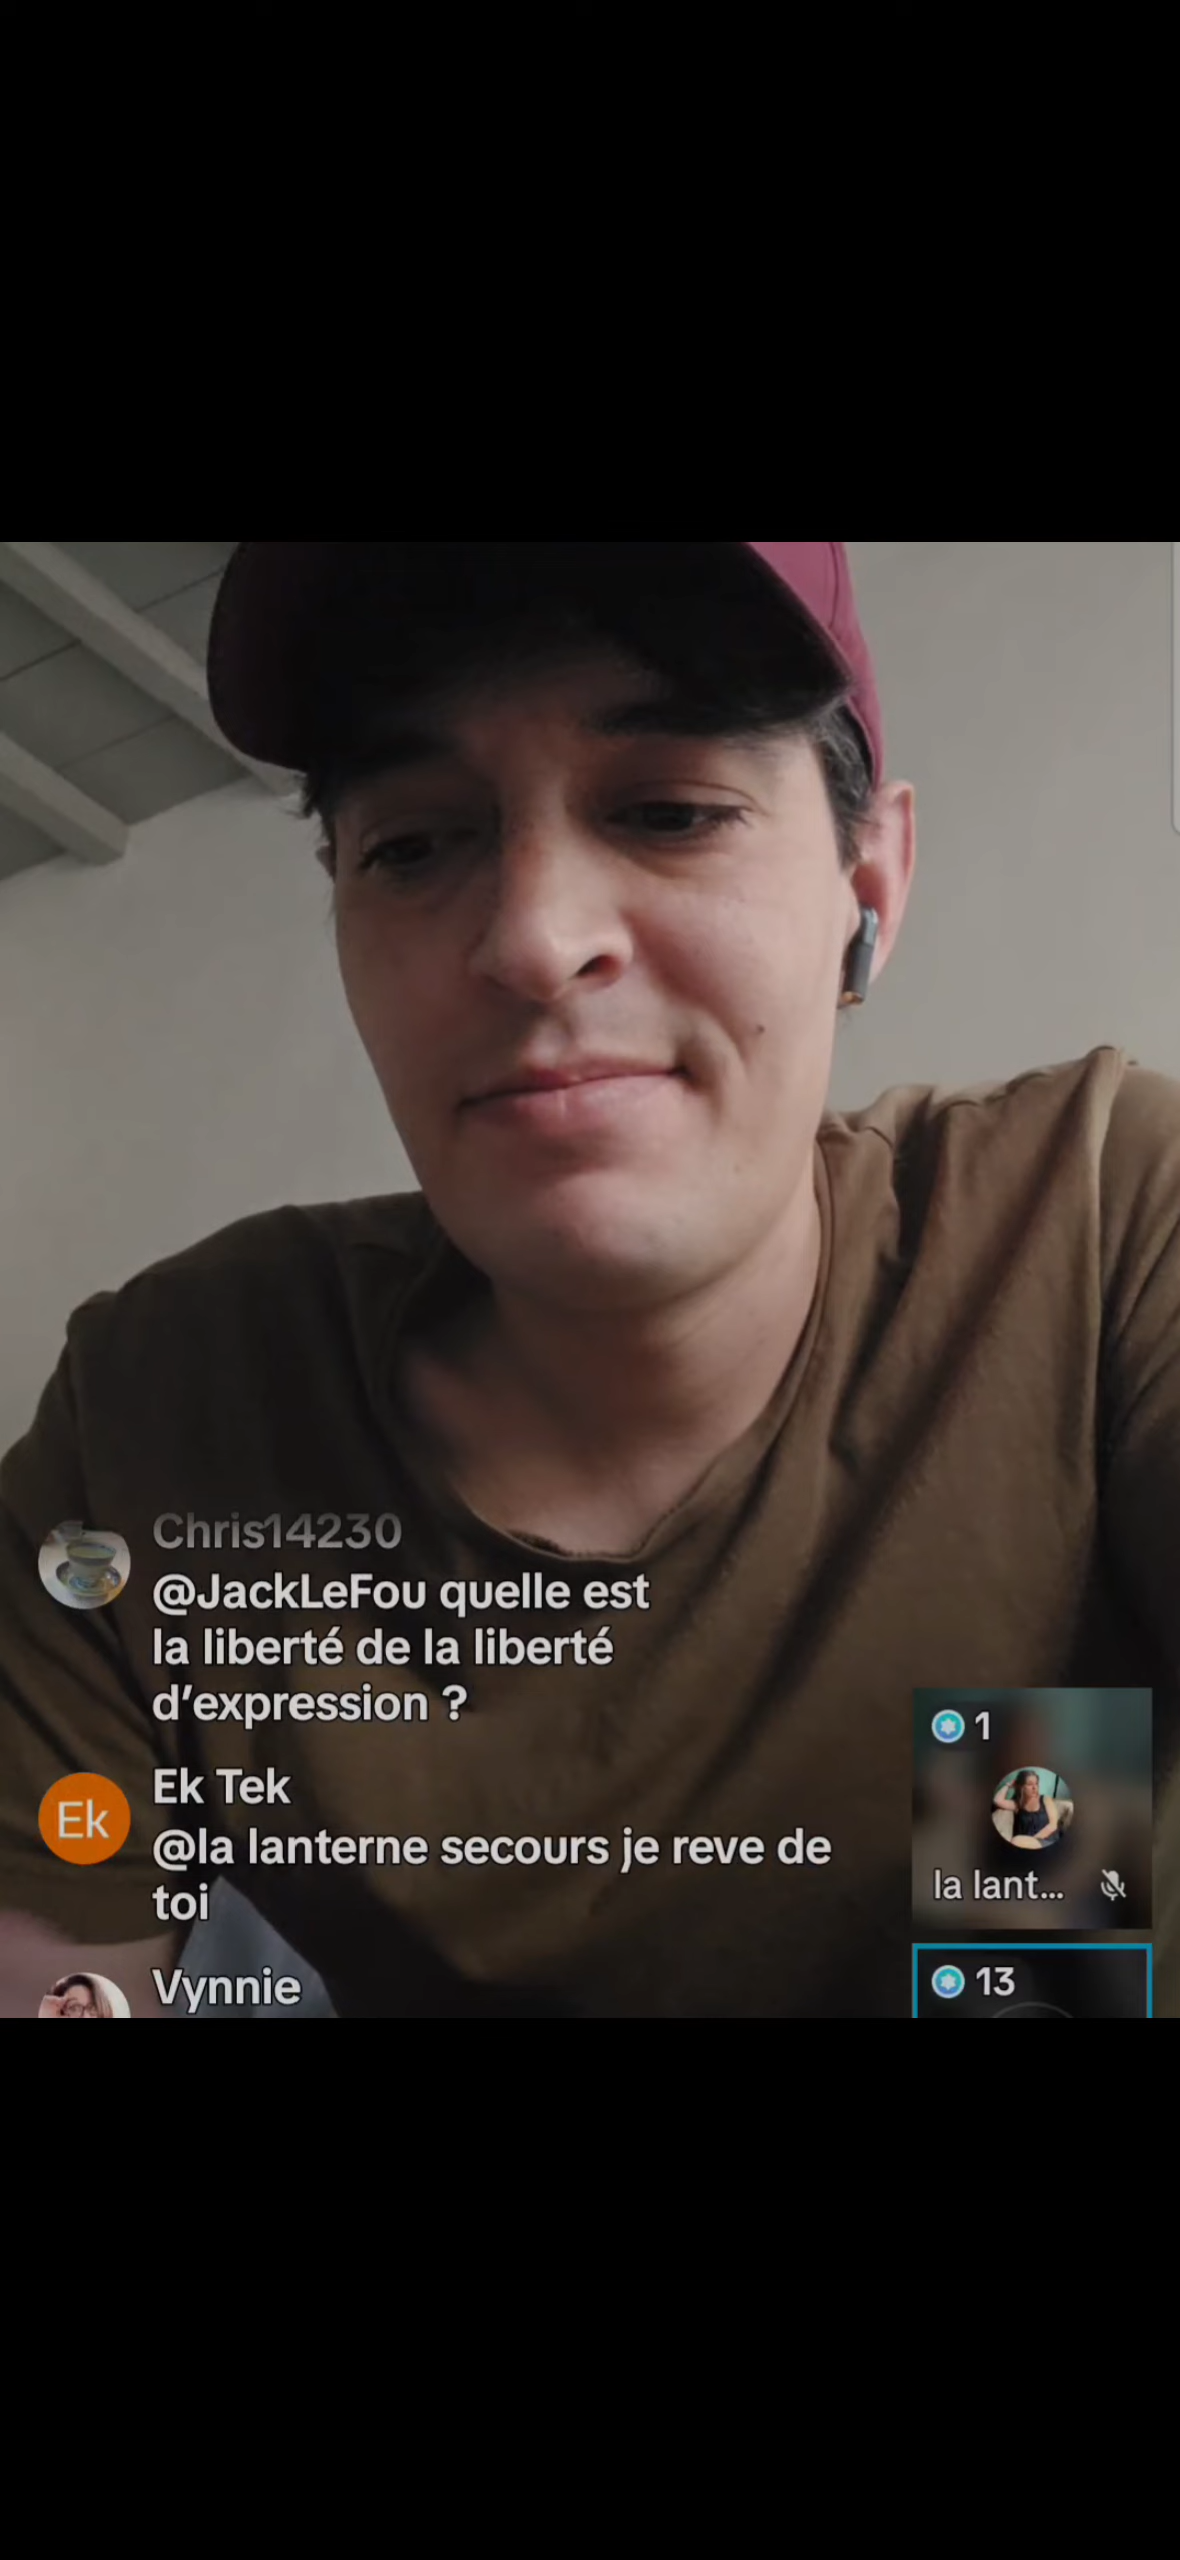 Chris14230
@JackLeFou quelle est
la liberté de la liberté
d'expression ?
Ek
Ek Tek
@la lanterne secours je reve de
toi
Vynnie
1
la lant...
13